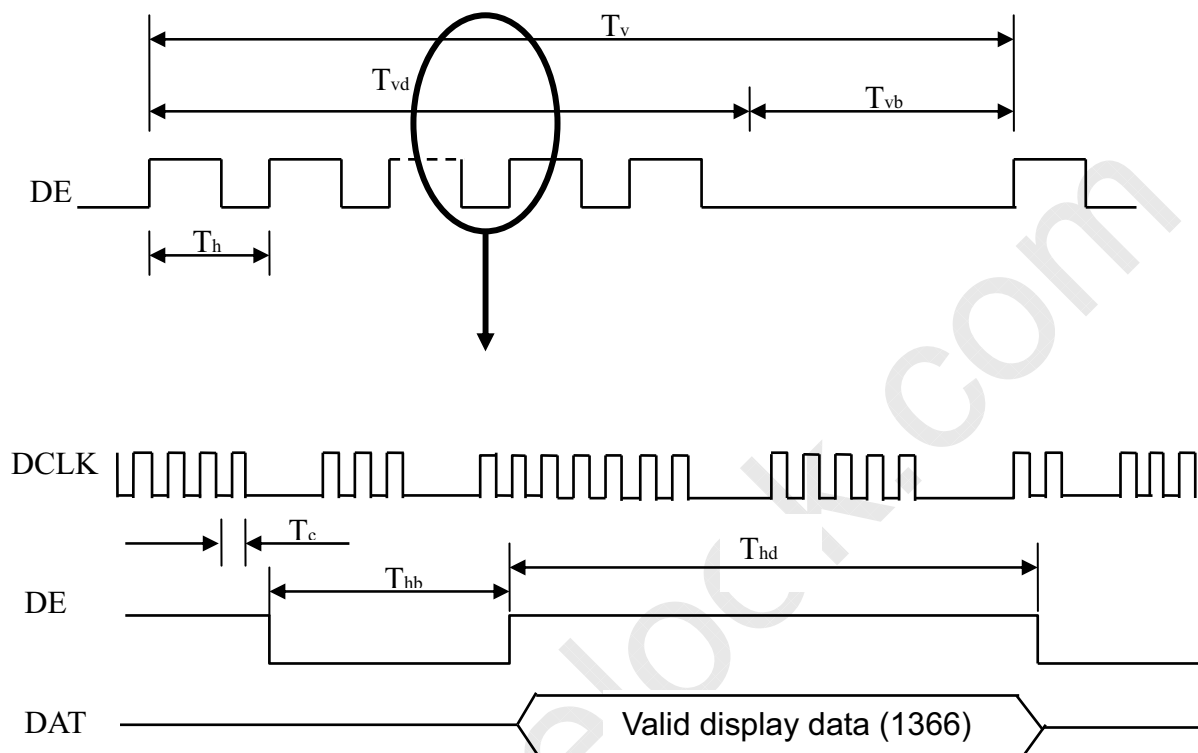 Tv
Tvd
Tvb
DE
Th
DCLK
Tc
Thd
Thb
DE
DAT
Valid display data (1366)